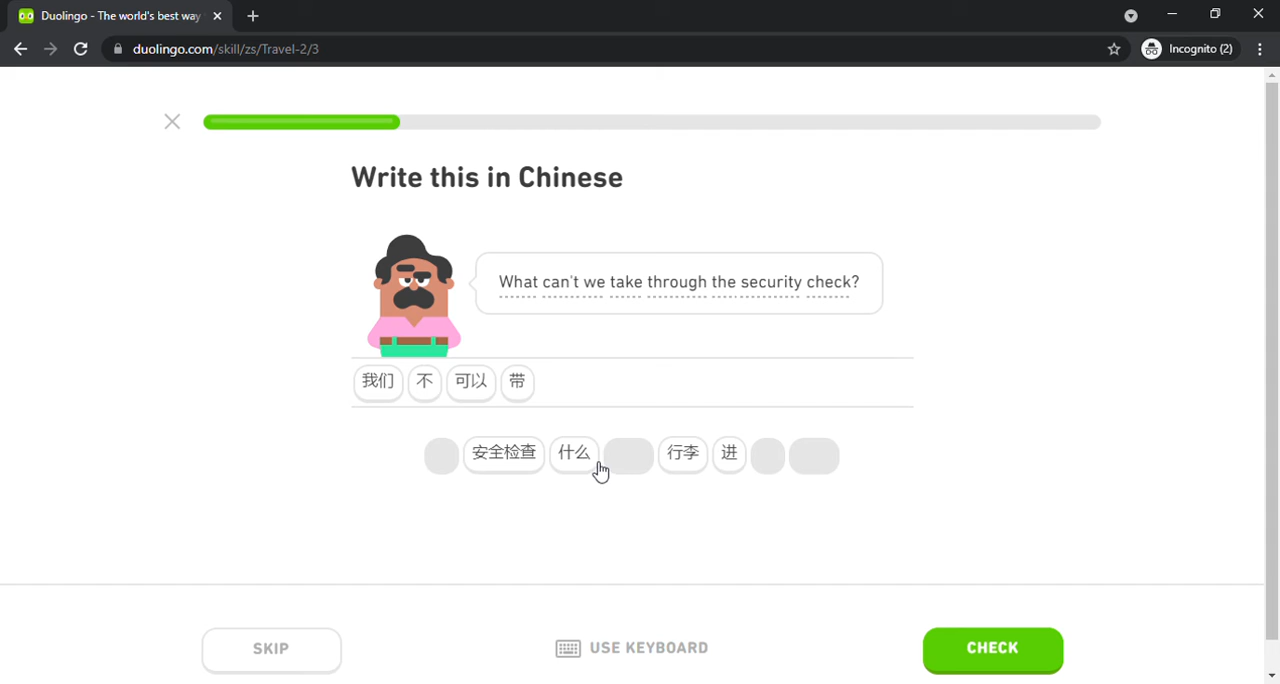 Duolingo - The world's best way
duolingo.com/skill/zs/Travel-2/3
Incognito (2)
Write this in Chinese
What can't we take through the security check?
我们 不 可以 带
安全检查 什么 行李 进
SKIP
USE KEYBOARD
CHECK